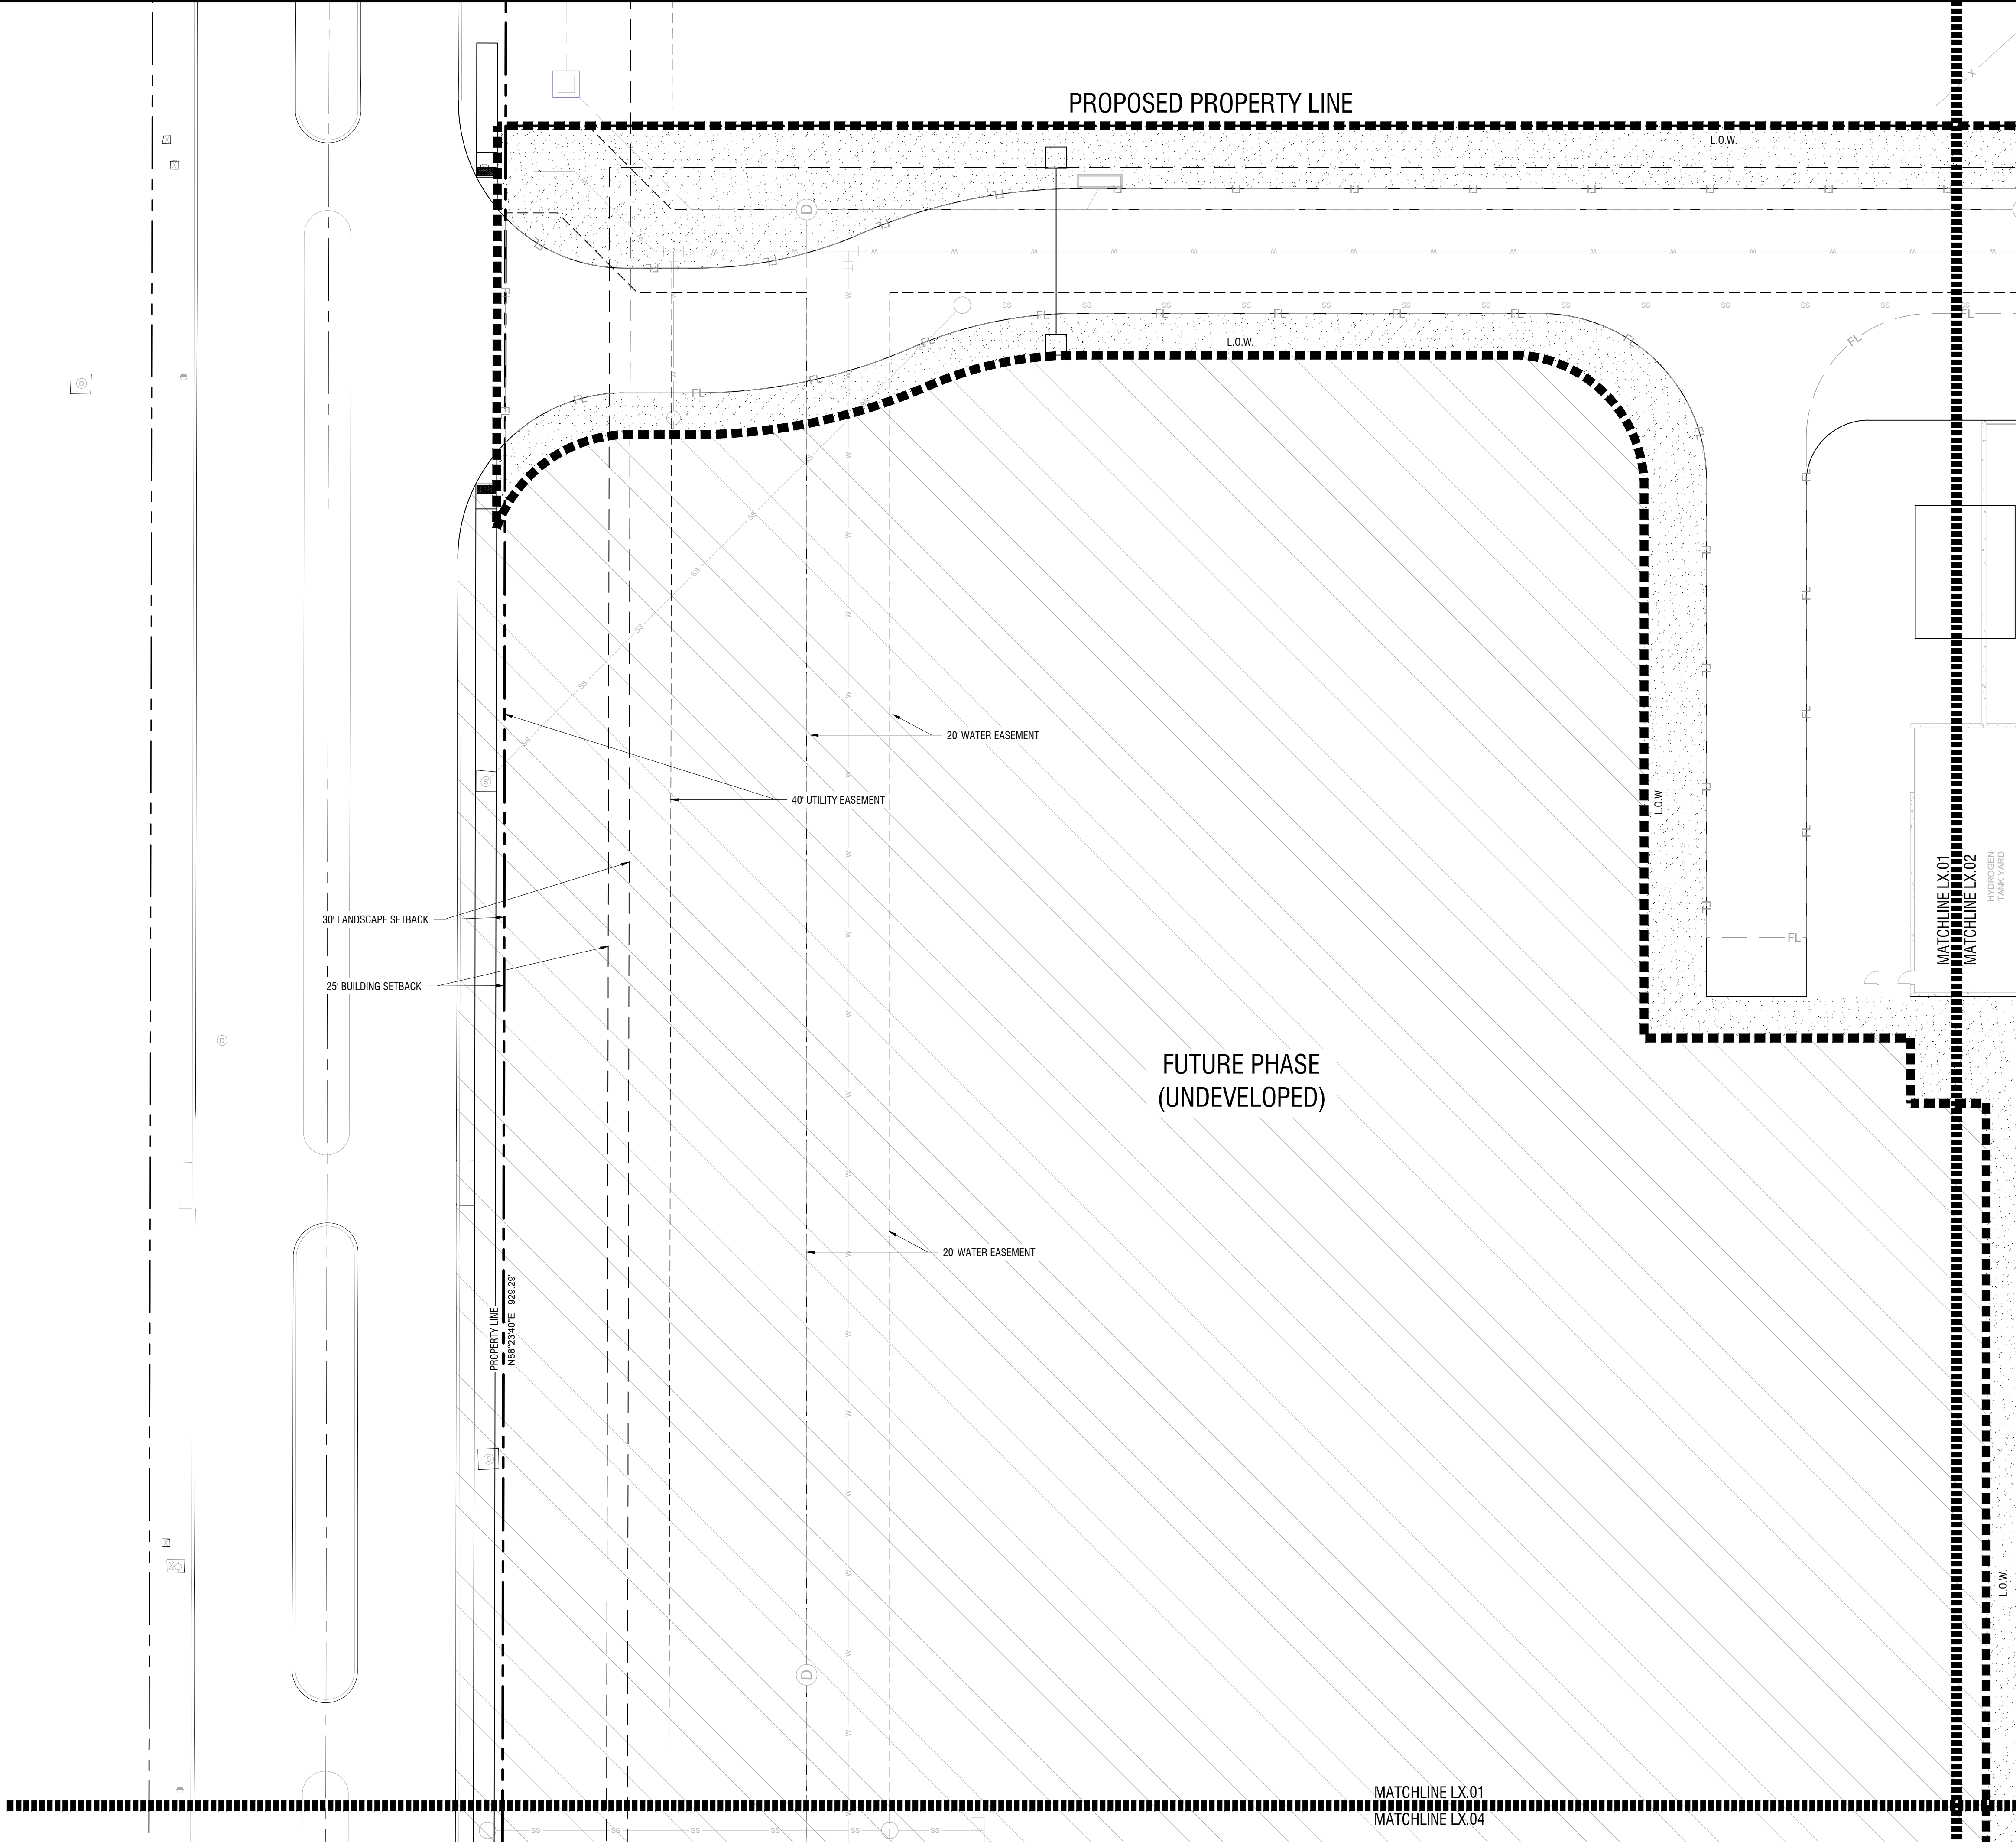 PROPOSED PROPERTY LINE
L.O.W.
L.O.W.
20' WATER EASEMENT
40' UTILITY EASEMENT
L.O.W.
30' LANDSCAPE SETBACK
25' BUILDING SETBACK
MATCHLINE LX.01
MATCHLINE LX.02
HYDROGEN
TANK YARD
FUTURE PHASE
(UNDEVELOPED)
20' WATER EASEMENT
PROPERTY LINE
N88°23'40"E 929.29'
L.O.W.
MATCHLINE LX.01
MATCHLINE LX.04